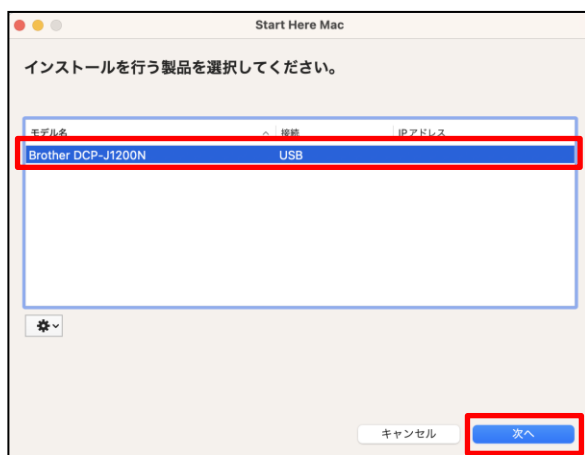 Start Here Mac
インストールを行う製品を選択してください。
モデル名 接続 IPアドレス
Brother DCP-J1200N USB
キャンセル 次へ